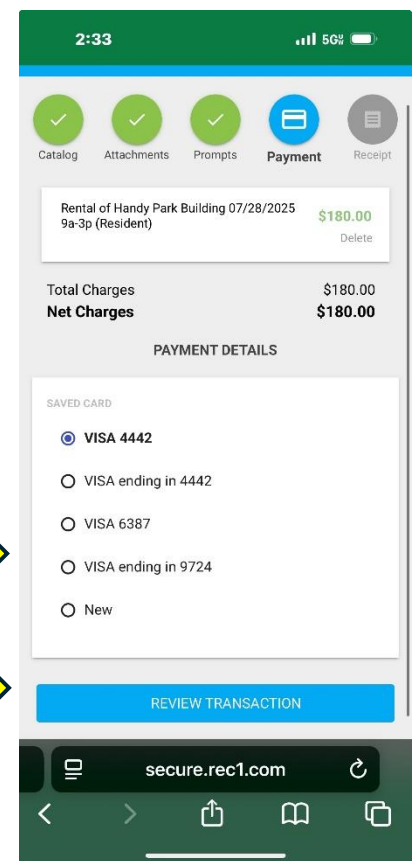 2:33 5G
Catalog Attachments Prompts Payment Receipt
Rental of Handy Park Building 07/28/2025 $180.00
9a-3p (Resident)
Delete
Total Charges $180.00
Net Charges $180.00
PAYMENT DETAILS
SAVED CARD
VISA 4442
VISA ending in 4442
VISA 6387
VISA ending in 9724
New
REVIEW TRANSACTION
secure.rec1.com